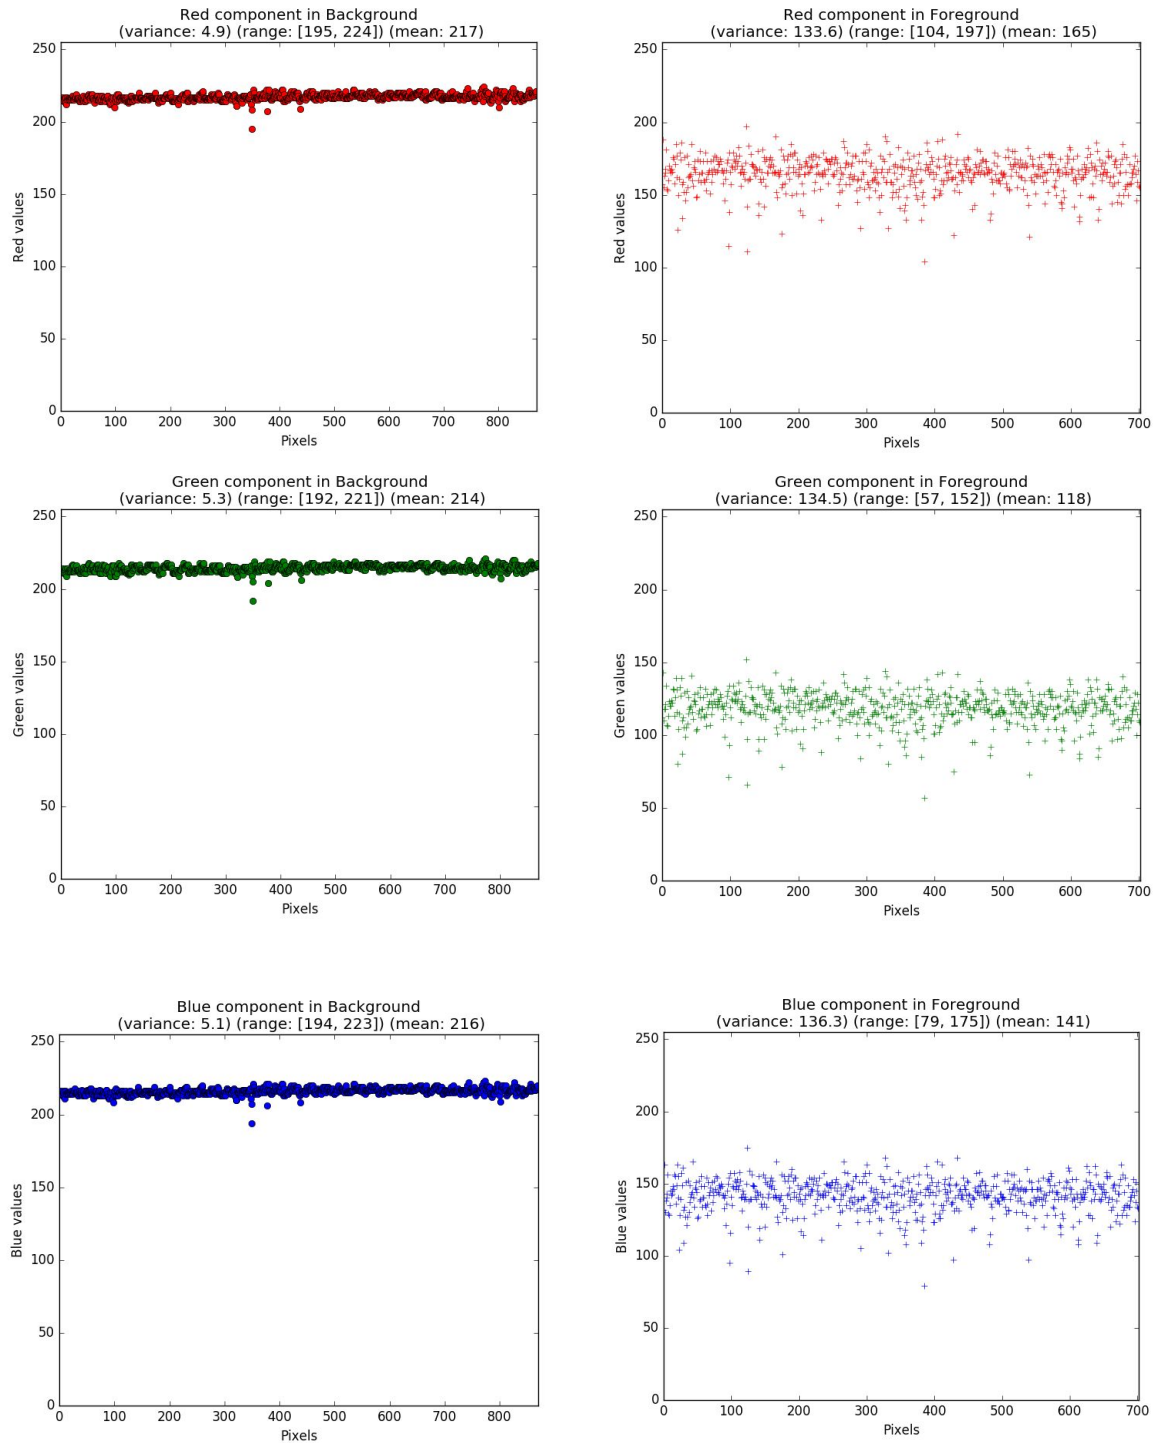 Red component in Background
(variance: 4.9) (range: [195, 224]) (mean: 217)
250
200
150
100
50
0
Red values
0 100 200 300 400 500 600 700 800
Pixels
Red component in Foreground
(variance: 133.6) (range: [104, 197]) (mean: 165)
250
200
150
100
50
0
Red values
0 100 200 300 400 500 600 700
Pixels
Green component in Background
(variance: 5.3) (range: [192, 221]) (mean: 214)
250
200
150
100
50
0
Green values
0 100 200 300 400 500 600 700 800
Pixels
Green component in Foreground
(variance: 134.5) (range: [57, 152]) (mean: 118)
250
200
150
100
50
0
Green values
0 100 200 300 400 500 600 700
Pixels
Blue component in Background
(variance: 5.1) (range: [194, 223]) (mean: 216)
250
200
150
100
50
0
Blue values
0 100 200 300 400 500 600 700 800
Pixels
Blue component in Foreground
(variance: 136.3) (range: [79, 175]) (mean: 141)
250
200
150
100
50
0
Blue values
0 100 200 300 400 500 600 700
Pixels